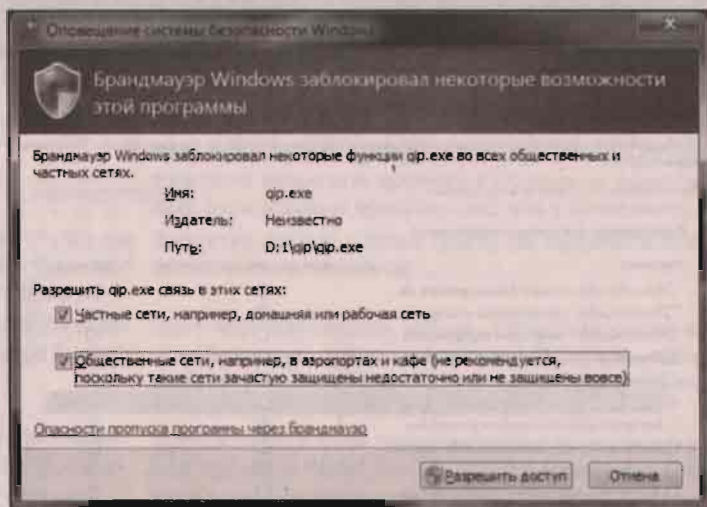 Оповещение системы безопасности Windows
Брандмауэр Windows заблокировал некоторые возможности
этой программы
Брандмауэр Windows заблокировал некоторые функции qip.exe во всех общественных и
частных сетях.
Имя: qip.exe
Издатель: Неизвестно
Путь: D:\1\qip\qip.exe
Разрешить qip.exe связь в этих сетях:
Частные сети, например, домашняя или рабочая сеть
Общественные сети, например, в аэропортах и кафе (не рекомендуется,
поскольку такие сети зачастую защищены недостаточно или не защищены вовсе)
Опасности пропуска программы через брандмауэр
Разрешить доступ Отмена